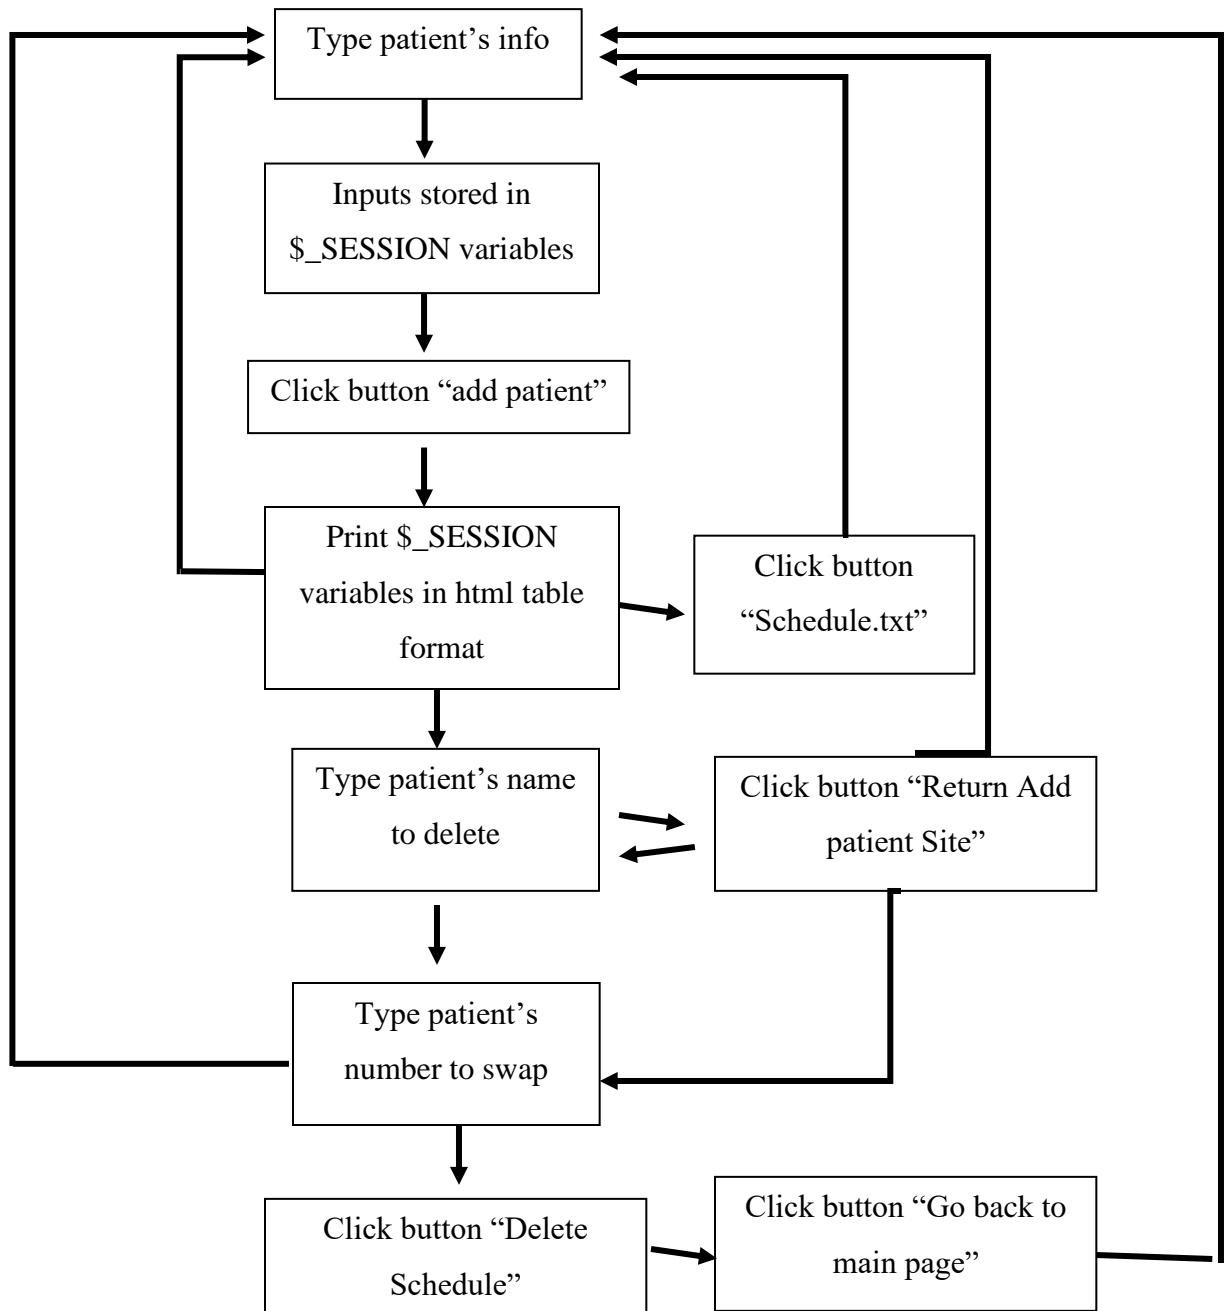 Type patient’s info
Inputs stored in
$_SESSION variables
Click button “add patient”
Print $_SESSION
variables in html table
format
Click button
“Schedule.txt”
Type patient’s name
to delete
Click button “Return Add
patient Site”
Type patient’s
number to swap
Click button “Delete
Schedule”
Click button “Go back to
main page”